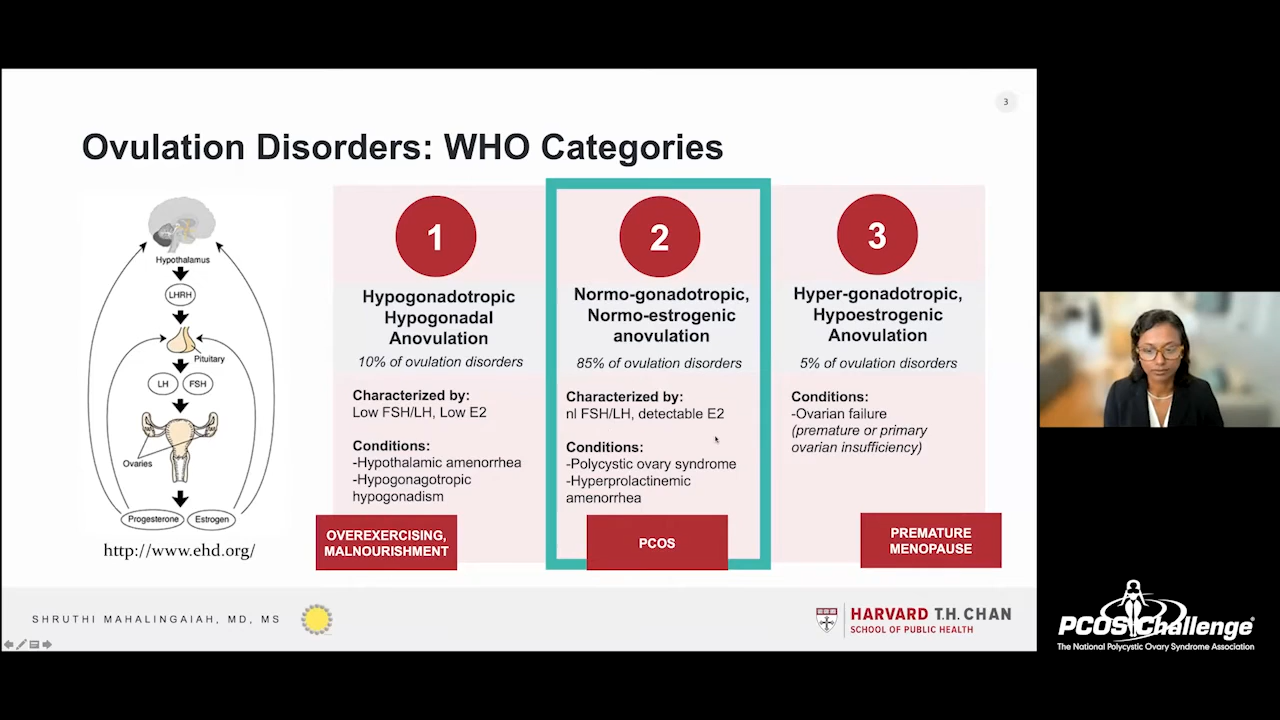 3
Ovulation Disorders: WHO Categories
Hypothalamus
LHRH
Pituitary
LH
FSH
Ovaries
Progesterone
Estrogen
http://www.ehd.org/
1
Hypogonadotropic
Hypogonadal
Anovulation
10% of ovulation disorders
Characterized by:
Low FSH/LH, Low E2
Conditions:
-Hypothalamic amenorrhea
-Hypogonagotropic
hypogonadism
OVEREXERCISING,
MALNOURISHMENT
2
Normo-gonadotropic,
Normo-estrogenic
anovulation
85% of ovulation disorders
Characterized by:
nl FSH/LH, detectable E2
Conditions:
-Polycystic ovary syndrome
-Hyperprolactinemic
amenorrhea
PCOS
3
Hyper-gonadotropic,
Hypoestrogenic
Anovulation
5% of ovulation disorders
Conditions:
-Ovarian failure
(premature or primary
ovarian insufficiency)
PREMATURE
MENOPAUSE
SHRUTHI MAHALINGAIAH, MD, MS
HARVARD T.H. CHAN
SCHOOL OF PUBLIC HEALTH
PCOS Challenge®
The National Polycystic Ovary Syndrome Association